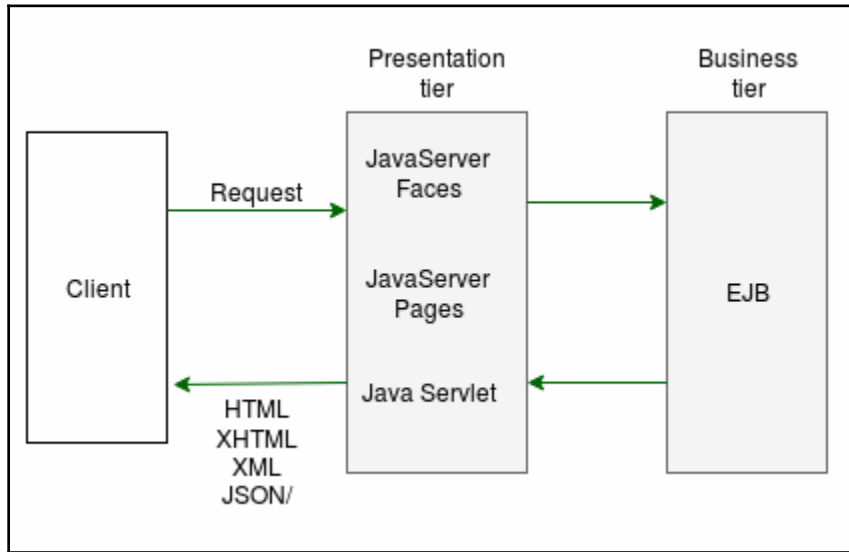 Presentation
tier
Business
tier
JavaServer
Faces
Request
Client
JavaServer
Pages
EJB
Java Servlet
HTML
XHTML
XML
JSON/